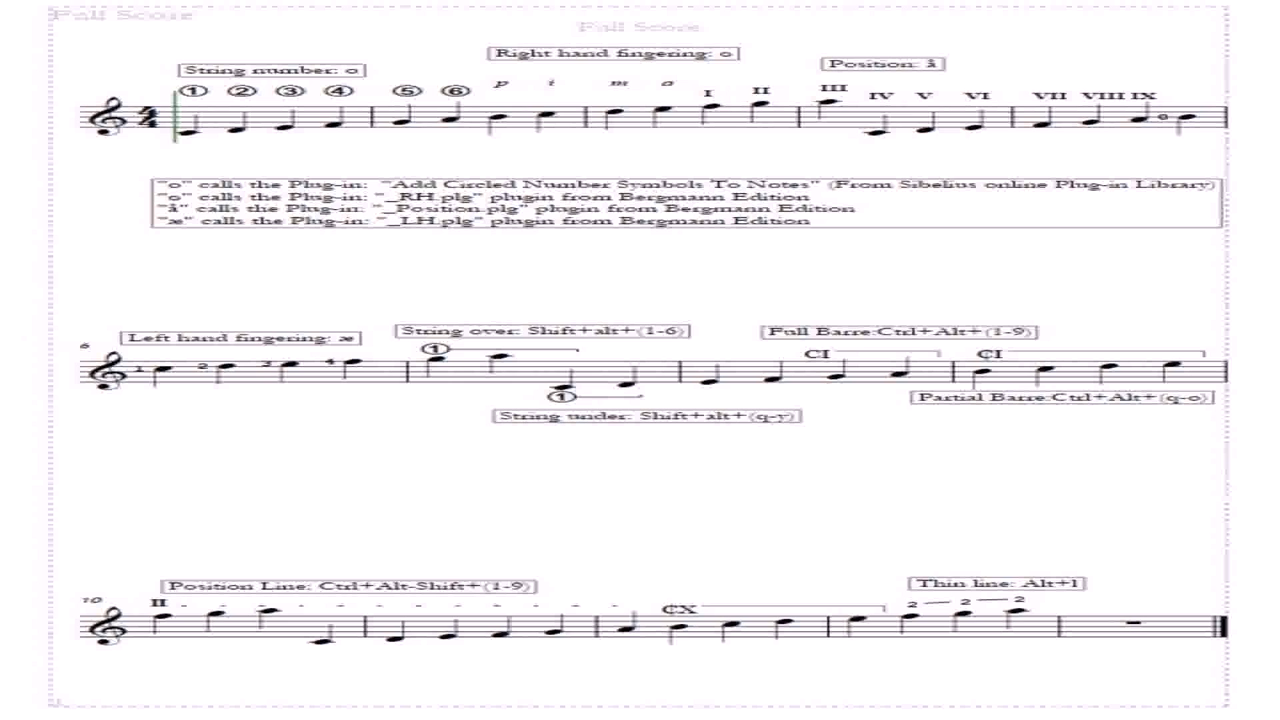 Full Score
Full Score
Right hand fingering: o
String number: o
Position: å
① ② ③ ④ ⑤ ⑥ p i m a I II III IV V VI VII VIII IX
"o" calls the Plug-in: "Add Circled Number Symbols To Notes" (From Sibelius online Plug-in Library)
"o" calls the Plug-in: "_RH.plg" plugin from Bergmann Edition
"å" calls the Plug-in: "_Position.plg" plugin from Bergmann Edition
"æ" calls the Plug-in: "_LH.plg" plugin from Bergmann Edition
Left hand fingering: æ
String over: Shift+alt+(1-6)
Full Barre:Ctrl+Alt+(1-9)
6
① CI ₵I
1 2 3 4
①
Partial Barre:Ctrl+Alt+(q-o)
String under: Shift+alt+(q-y)
Position Line: Ctrl+Alt-Shift+(1-9)
Thin line: Alt+1
10
II ₵X 2 2 2